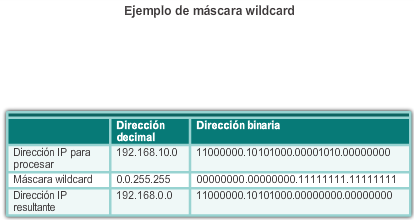 Ejemplo de máscara wildcard
Dirección decimal Dirección binaria
Dirección IP para procesar 192.168.10.0 11000000.10101000.00001010.00000000
Máscara wildcard 0.0.255.255 00000000.00000000.11111111.11111111
Dirección IP resultante 192.168.0.0 11000000.10101000.00000000.00000000